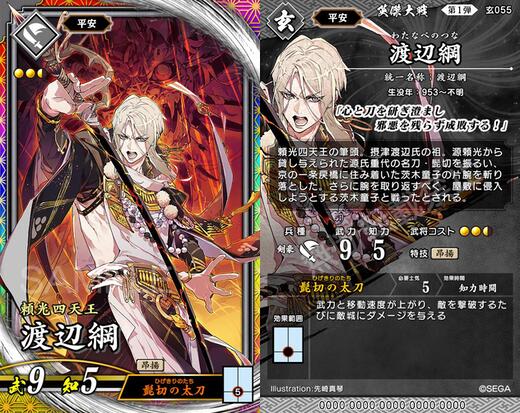 平安
頼光四天王
渡辺綱
昂揚
武9 知5
ひげきりのたち
髭切の太刀
5
玄
平安
英傑大戦
第1弾
玄055
わたなべのつな
渡辺綱
統一名称 渡辺綱
生没年:953~不明
「心と刀を研ぎ澄まし
邪悪を残らず成敗する!」
頼光四天王の筆頭、摂津渡辺氏の祖。源頼光から
貸し与えられた源氏重代の名刀・髭切を振るい、
京の一条戻橋に住み着いた茨木童子の片腕を斬り
落とした。さらに腕を取り返すべく、屋敷に侵入
しようとする茨木童子と戦ったとされる。
兵種 武力 知力 武将コスト
剣豪 9 5 特技 昂揚
ひげきりのたち
髭切の太刀
必要士気
5
効果時間
知力時間
効果範囲
武力と移動速度が上がり、敵を撃破するた
びに敵城にダメージを与える
Illustration:先崎真琴
©SEGA
0000-0000-0000-0000-0000